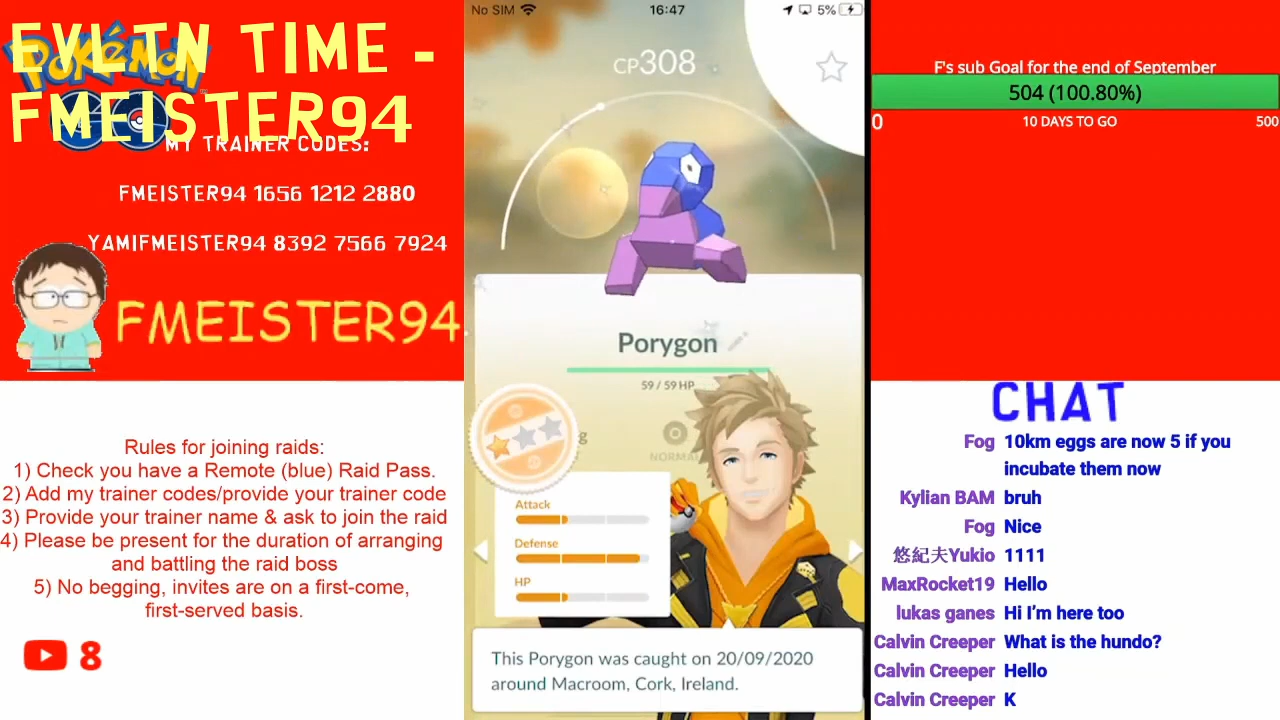 EVLTN TIME -
FMEISTER94
Pokémon
GO
MY TRAINER CODES:
FMEISTER94 1656 1212 2880
YAMIFMEISTER94 8392 7566 7924
FMEISTER94
Rules for joining raids:
1) Check you have a Remote (blue) Raid Pass.
2) Add my trainer codes/provide your trainer code
3) Provide your trainer name & ask to join the raid
4) Please be present for the duration of arranging
and battling the raid boss
5) No begging, invites are on a first-come,
first-served basis.
8
No SIM 16:47 5%
CP308
Porygon
59 / 59 HP
g
NORMAL
Attack
Defense
HP
This Porygon was caught on 20/09/2020
around Macroom, Cork, Ireland.
F's sub Goal for the end of September
504 (100.80%)
0 10 DAYS TO GO 500
CHAT
Fog 10km eggs are now 5 if you
incubate them now
Kylian BAM bruh
Fog Nice
悠紀夫Yukio 1111
MaxRocket19 Hello
lukas ganes Hi I'm here too
Calvin Creeper What is the hundo?
Calvin Creeper Hello
Calvin Creeper K